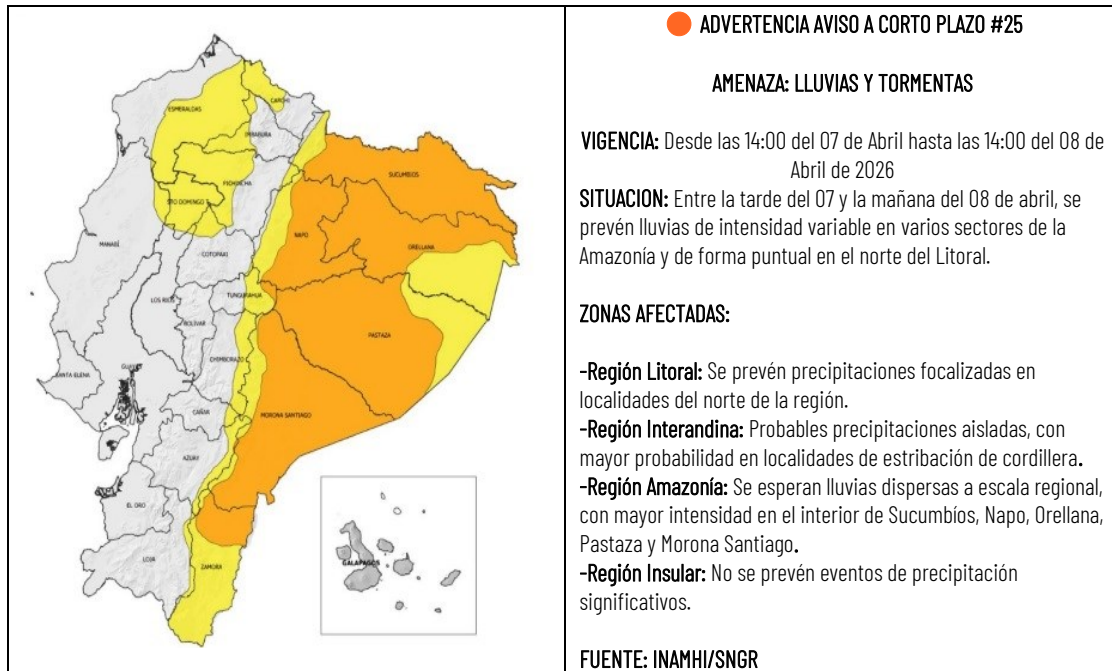 ESMERALDAS
CARCHI
IMBABURA
SUCUMBIOS
PICHINCHA
STO DOMINGO T
NAPO
ORELLANA
MANABÍ
COTOPAXI
TUNGURAHUA
LOS RIOS
PASTAZA
BOLIVAR
CHIMBORAZO
SANTA ELENA
MORONA SANTIAGO
CAÑAR
AZUAY
EL ORO
LOJA
ZAMORA
GALAPAGOS
ADVERTENCIA AVISO A CORTO PLAZO #25
AMENAZA: LLUVIAS Y TORMENTAS
VIGENCIA: Desde las 14:00 del 07 de Abril hasta las 14:00 del 08 de
Abril de 2026
SITUACION: Entre la tarde del 07 y la mañana del 08 de abril, se
prevén lluvias de intensidad variable en varios sectores de la
Amazonía y de forma puntual en el norte del Litoral.
ZONAS AFECTADAS:
-Región Litoral: Se prevén precipitaciones focalizadas en
localidades del norte de la región.
-Región Interandina: Probables precipitaciones aisladas, con
mayor probabilidad en localidades de estribación de cordillera.
-Región Amazonía: Se esperan lluvias dispersas a escala regional,
con mayor intensidad en el interior de Sucumbíos, Napo, Orellana,
Pastaza y Morona Santiago.
-Región Insular: No se prevén eventos de precipitación
significativos.
FUENTE: INAMHI/SNGR